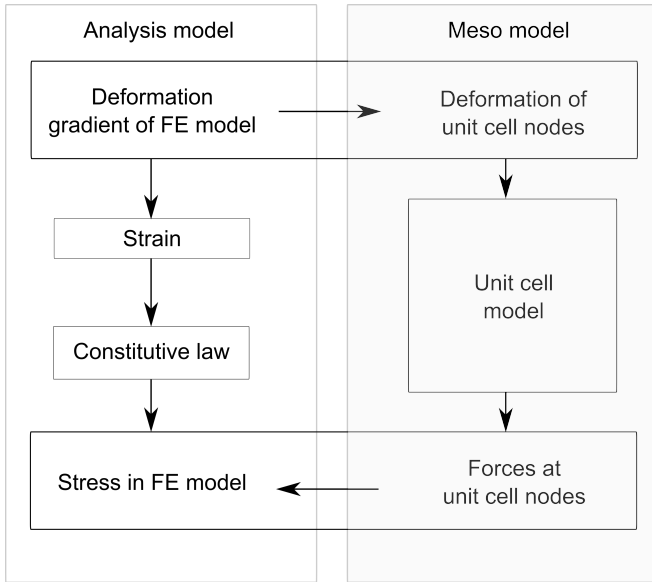 Analysis model
Meso model
Deformation
gradient of FE model
Deformation of
unit cell nodes
Strain
Unit cell
model
Constitutive law
Stress in FE model
Forces at
unit cell nodes